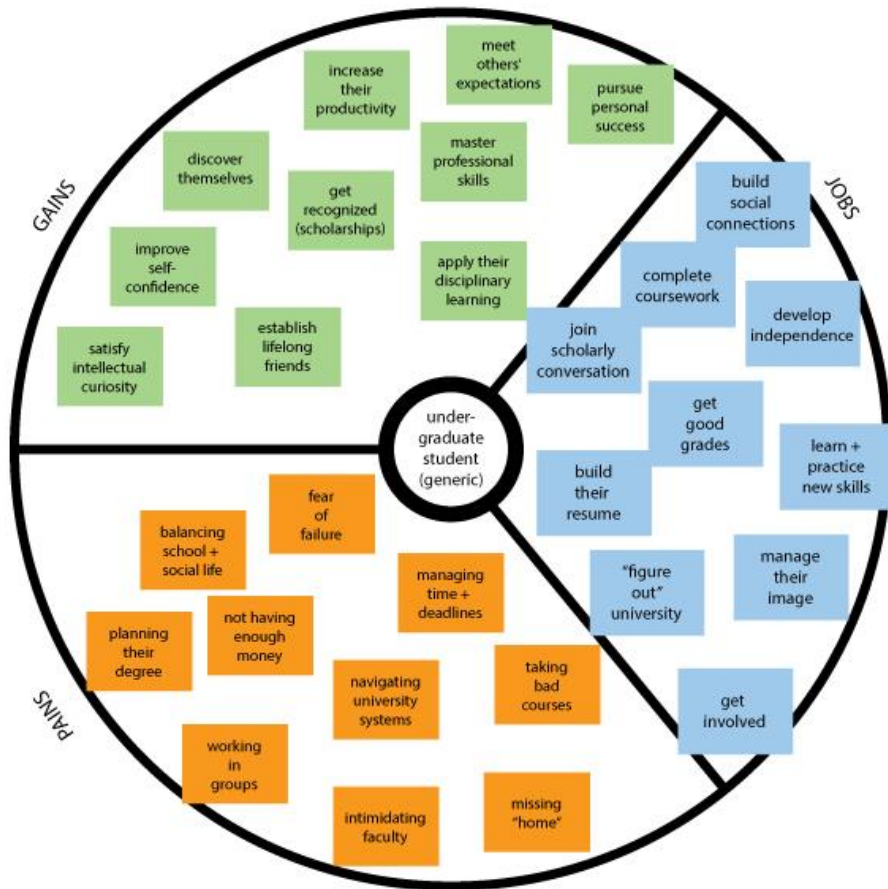 GAINS
meet
others'
expectations
increase
their
productivity
pursue
personal
success
master
professional
skills
discover
themselves
get
recognized
(scholarships)
improve
self-
confidence
apply their
disciplinary
learning
establish
lifelong
friends
satisfy
intellectual
curiosity
JOBS
build
social
connections
complete
coursework
develop
independence
join
scholarly
conversation
get
good
grades
learn +
practice
new skills
build
their
resume
"figure
out"
university
manage
their
image
get
involved
under-
graduate
student
(generic)
PAINS
fear
of
failure
balancing
school +
social life
managing
time +
deadlines
not having
enough
money
planning
their
degree
navigating
university
systems
taking
bad
courses
working
in
groups
intimidating
faculty
missing
"home"